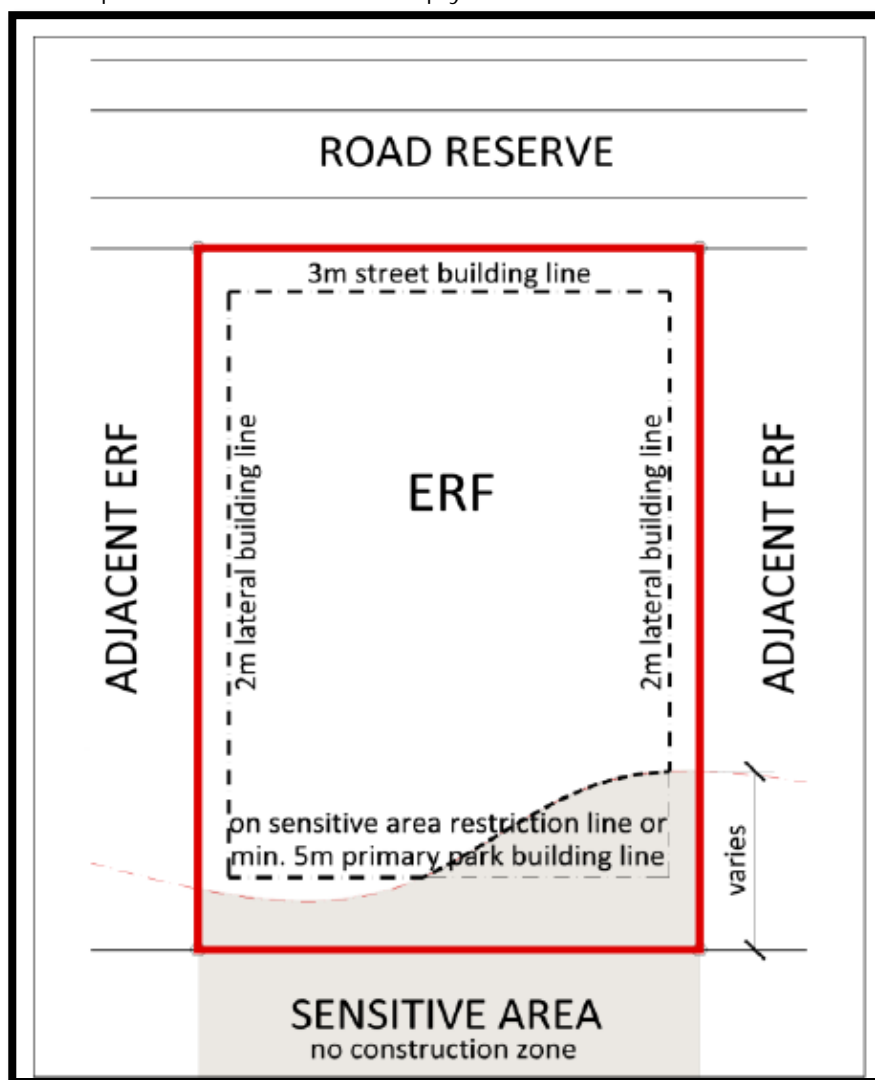 ROAD RESERVE
3m street building line
ADJACENT ERF
2m lateral building line
ERF
2m lateral building line
ADJACENT ERF
on sensitive area restriction line or
min. 5m primary park building line
varies
SENSITIVE AREA
no construction zone